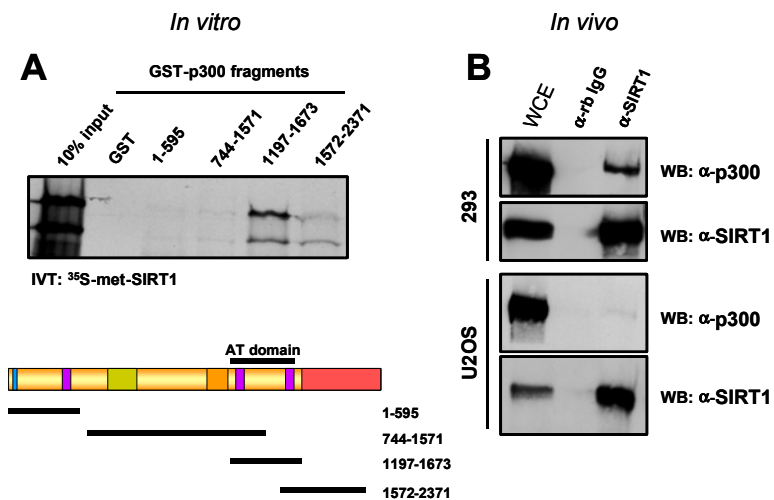 In vitro
A
GST-p300 fragments
10% input
GST
1-595
744-1571
1197-1673
1572-2371
IVT: ³⁵S-met-SIRT1
AT domain
1-595
744-1571
1197-1673
1572-2371
In vivo
B
WCE
α-rb IgG
α-SIRT1
293
WB: α-p300
WB: α-SIRT1
U2OS
WB: α-p300
WB: α-SIRT1